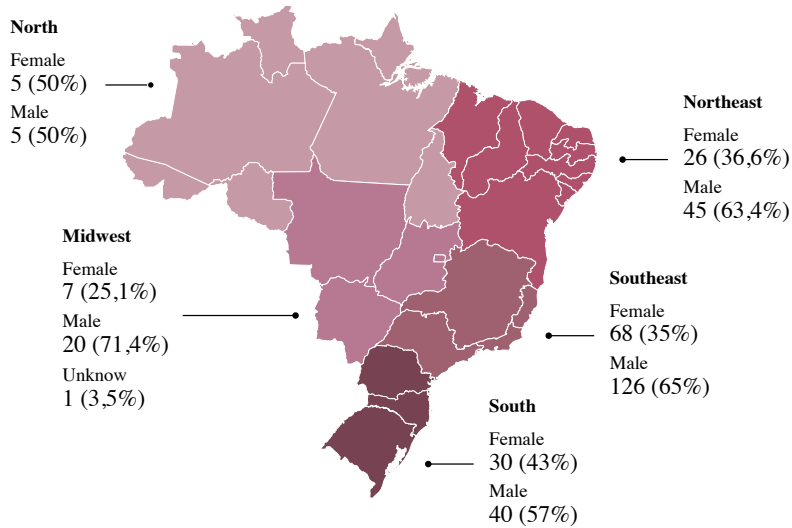 North
Female
5 (50%)
Male
5 (50%)
Northeast
Female
26 (36,6%)
Male
45 (63,4%)
Midwest
Female
7 (25,1%)
Male
20 (71,4%)
Unknow
1 (3,5%)
Southeast
Female
68 (35%)
Male
126 (65%)
South
Female
30 (43%)
Male
40 (57%)